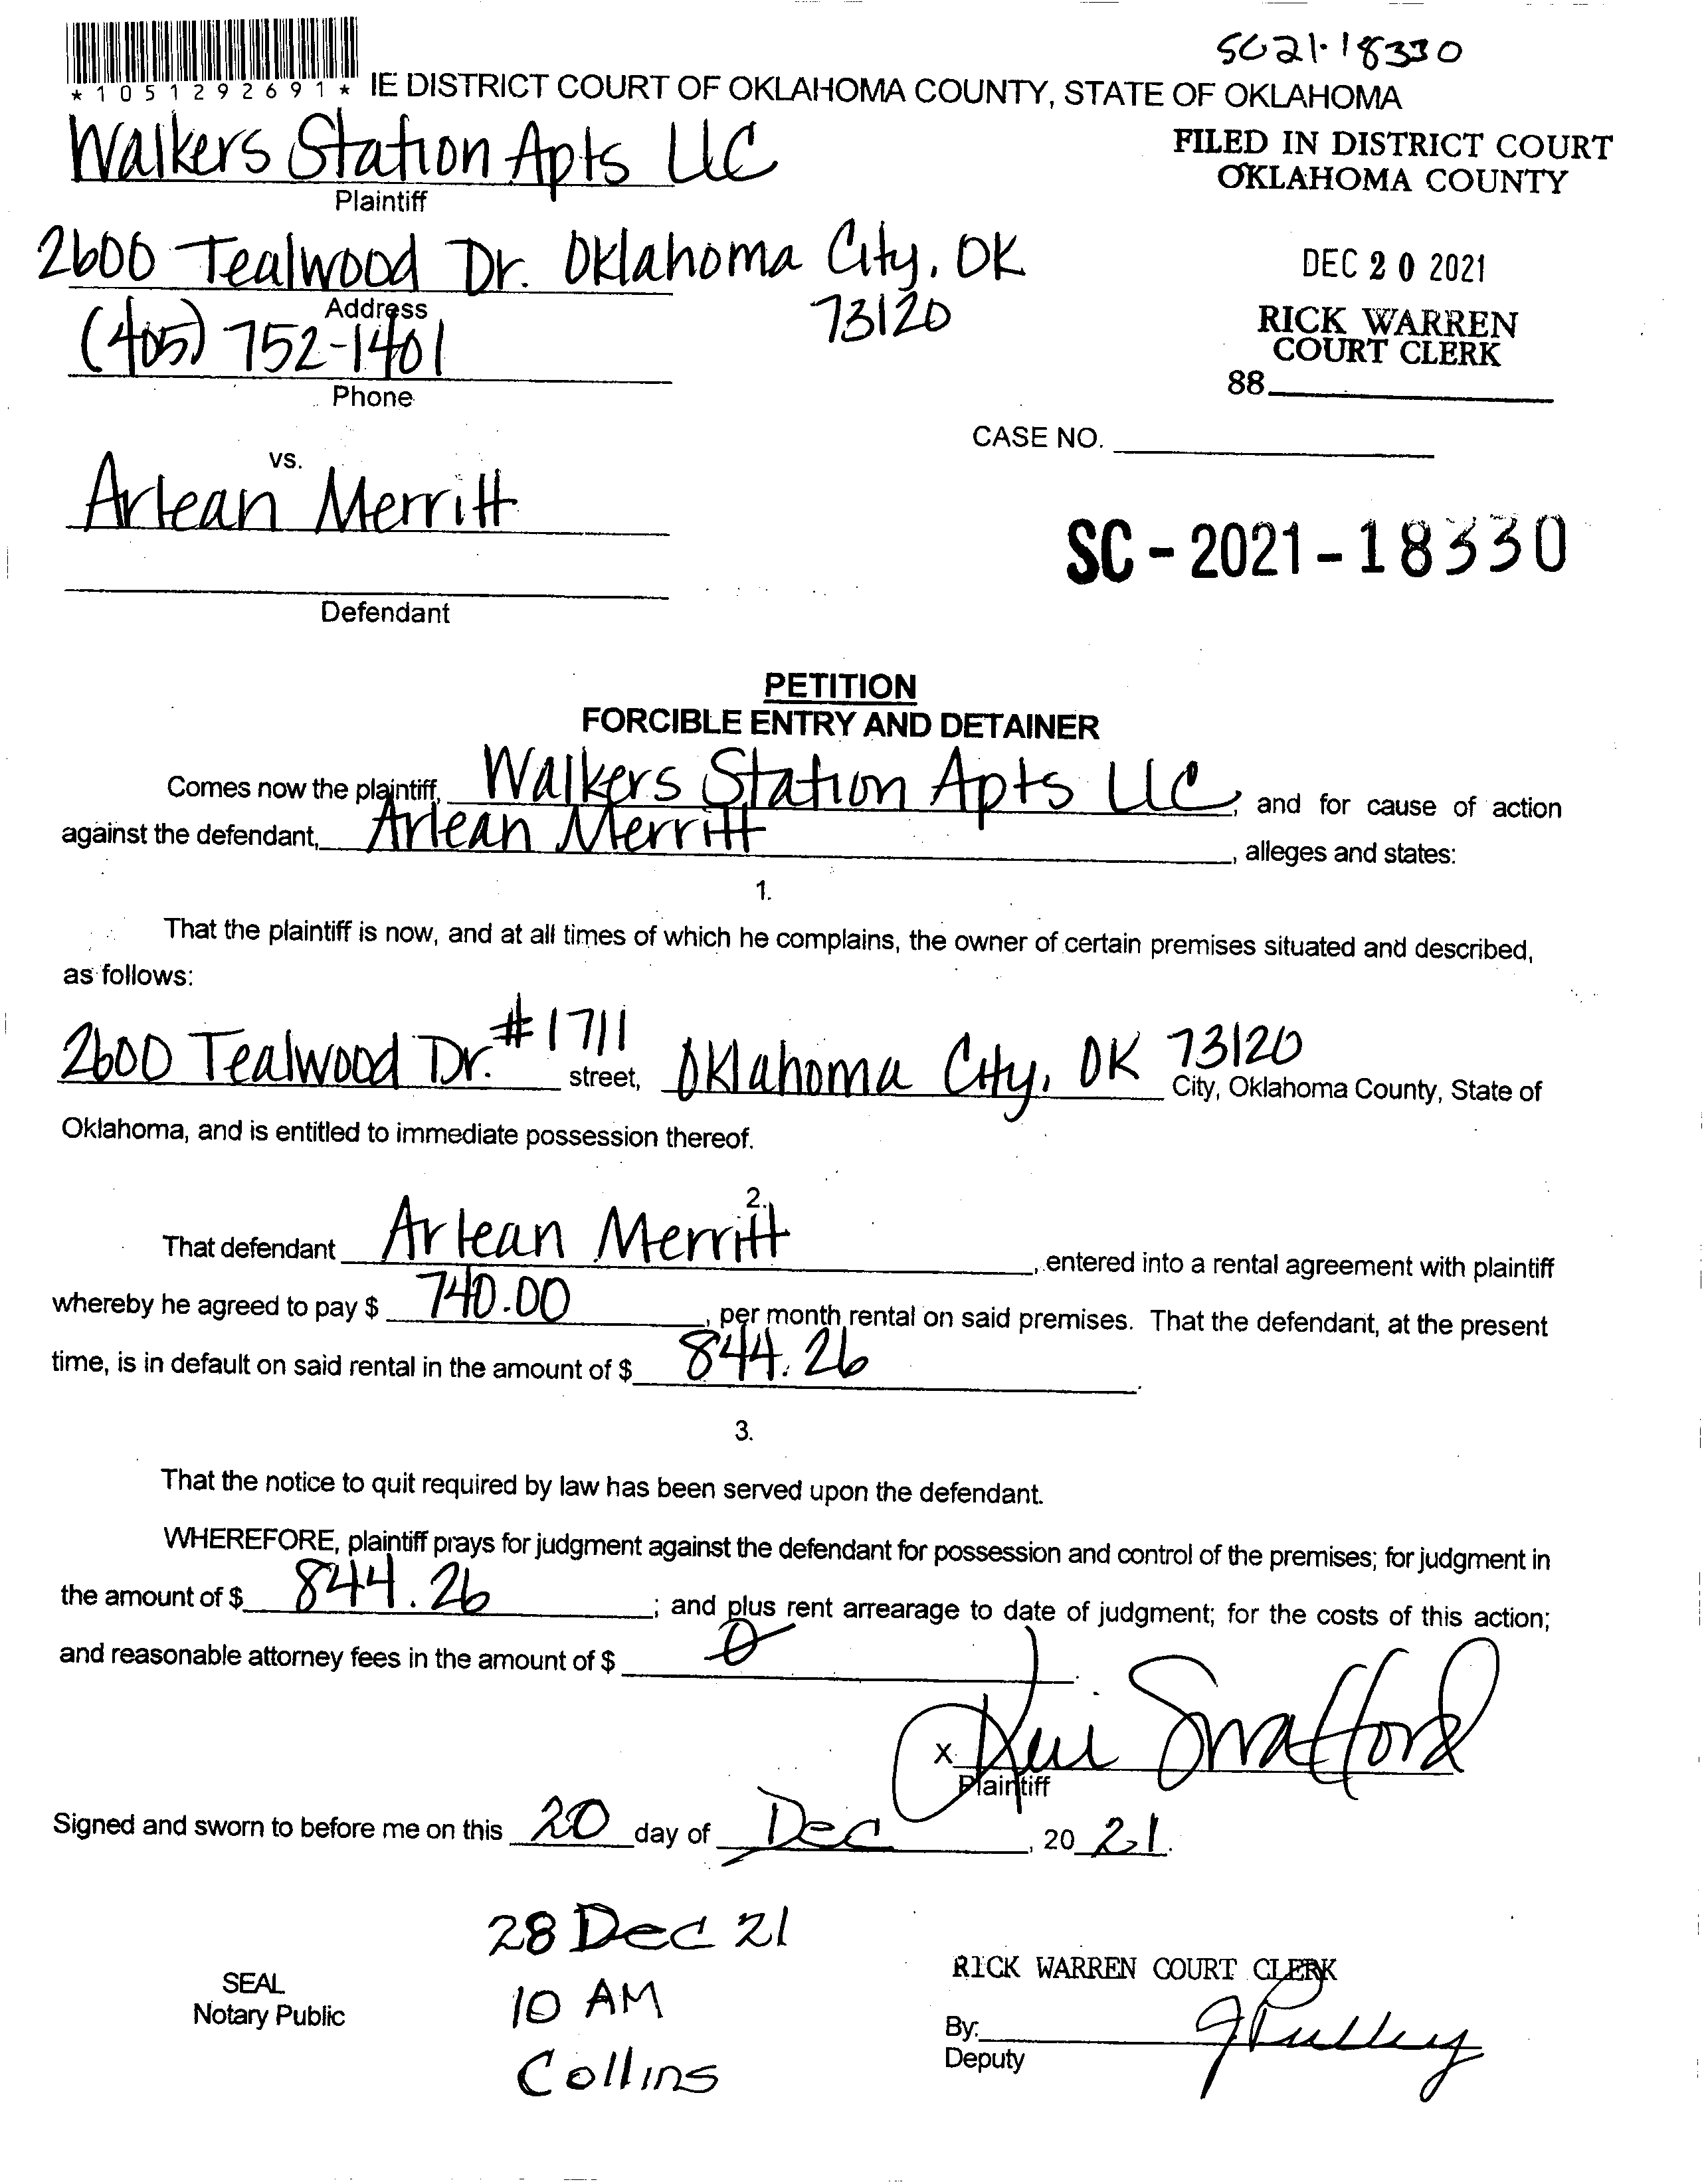 SC21-18330
*1051292691* IE DISTRICT COURT OF OKLAHOMA COUNTY, STATE OF OKLAHOMA
Walkers Station Apts LLC
Plaintiff
FILED IN DISTRICT COURT
OKLAHOMA COUNTY
2600 Tealwood Dr. Oklahoma City, OK
73120
Address
DEC 20 2021
(405) 752-1401
Phone
RICK WARREN
COURT CLERK
88
CASE NO.
vs.
Arlean Merritt
SC-2021-18330
Defendant
PETITION
FORCIBLE ENTRY AND DETAINER
Comes now the plaintiff, Walkers Station Apts LLC, and for cause of action
against the defendant, Arlean Merritt, alleges and states:
1.
That the plaintiff is now, and at all times of which he complains, the owner of certain premises situated and described,
as follows:
2600 Tealwood Dr. #1711 street, Oklahoma City, OK 73120 City, Oklahoma County, State of
Oklahoma, and is entitled to immediate possession thereof.
2.
That defendant Arlean Merritt, entered into a rental agreement with plaintiff
whereby he agreed to pay $ 740.00, per month rental on said premises. That the defendant, at the present
time, is in default on said rental in the amount of $ 844.26.
3.
That the notice to quit required by law has been served upon the defendant.
WHEREFORE, plaintiff prays for judgment against the defendant for possession and control of the premises; for judgment in
the amount of $ 844.26; and plus rent arrearage to date of judgment; for the costs of this action;
and reasonable attorney fees in the amount of $ 0.
X Swafford
Plaintiff
Signed and sworn to before me on this 20 day of Dec, 20 21.
28 Dec 21
10 AM
Collins
SEAL
Notary Public
RICK WARREN COURT CLERK
By: J Pulley
Deputy